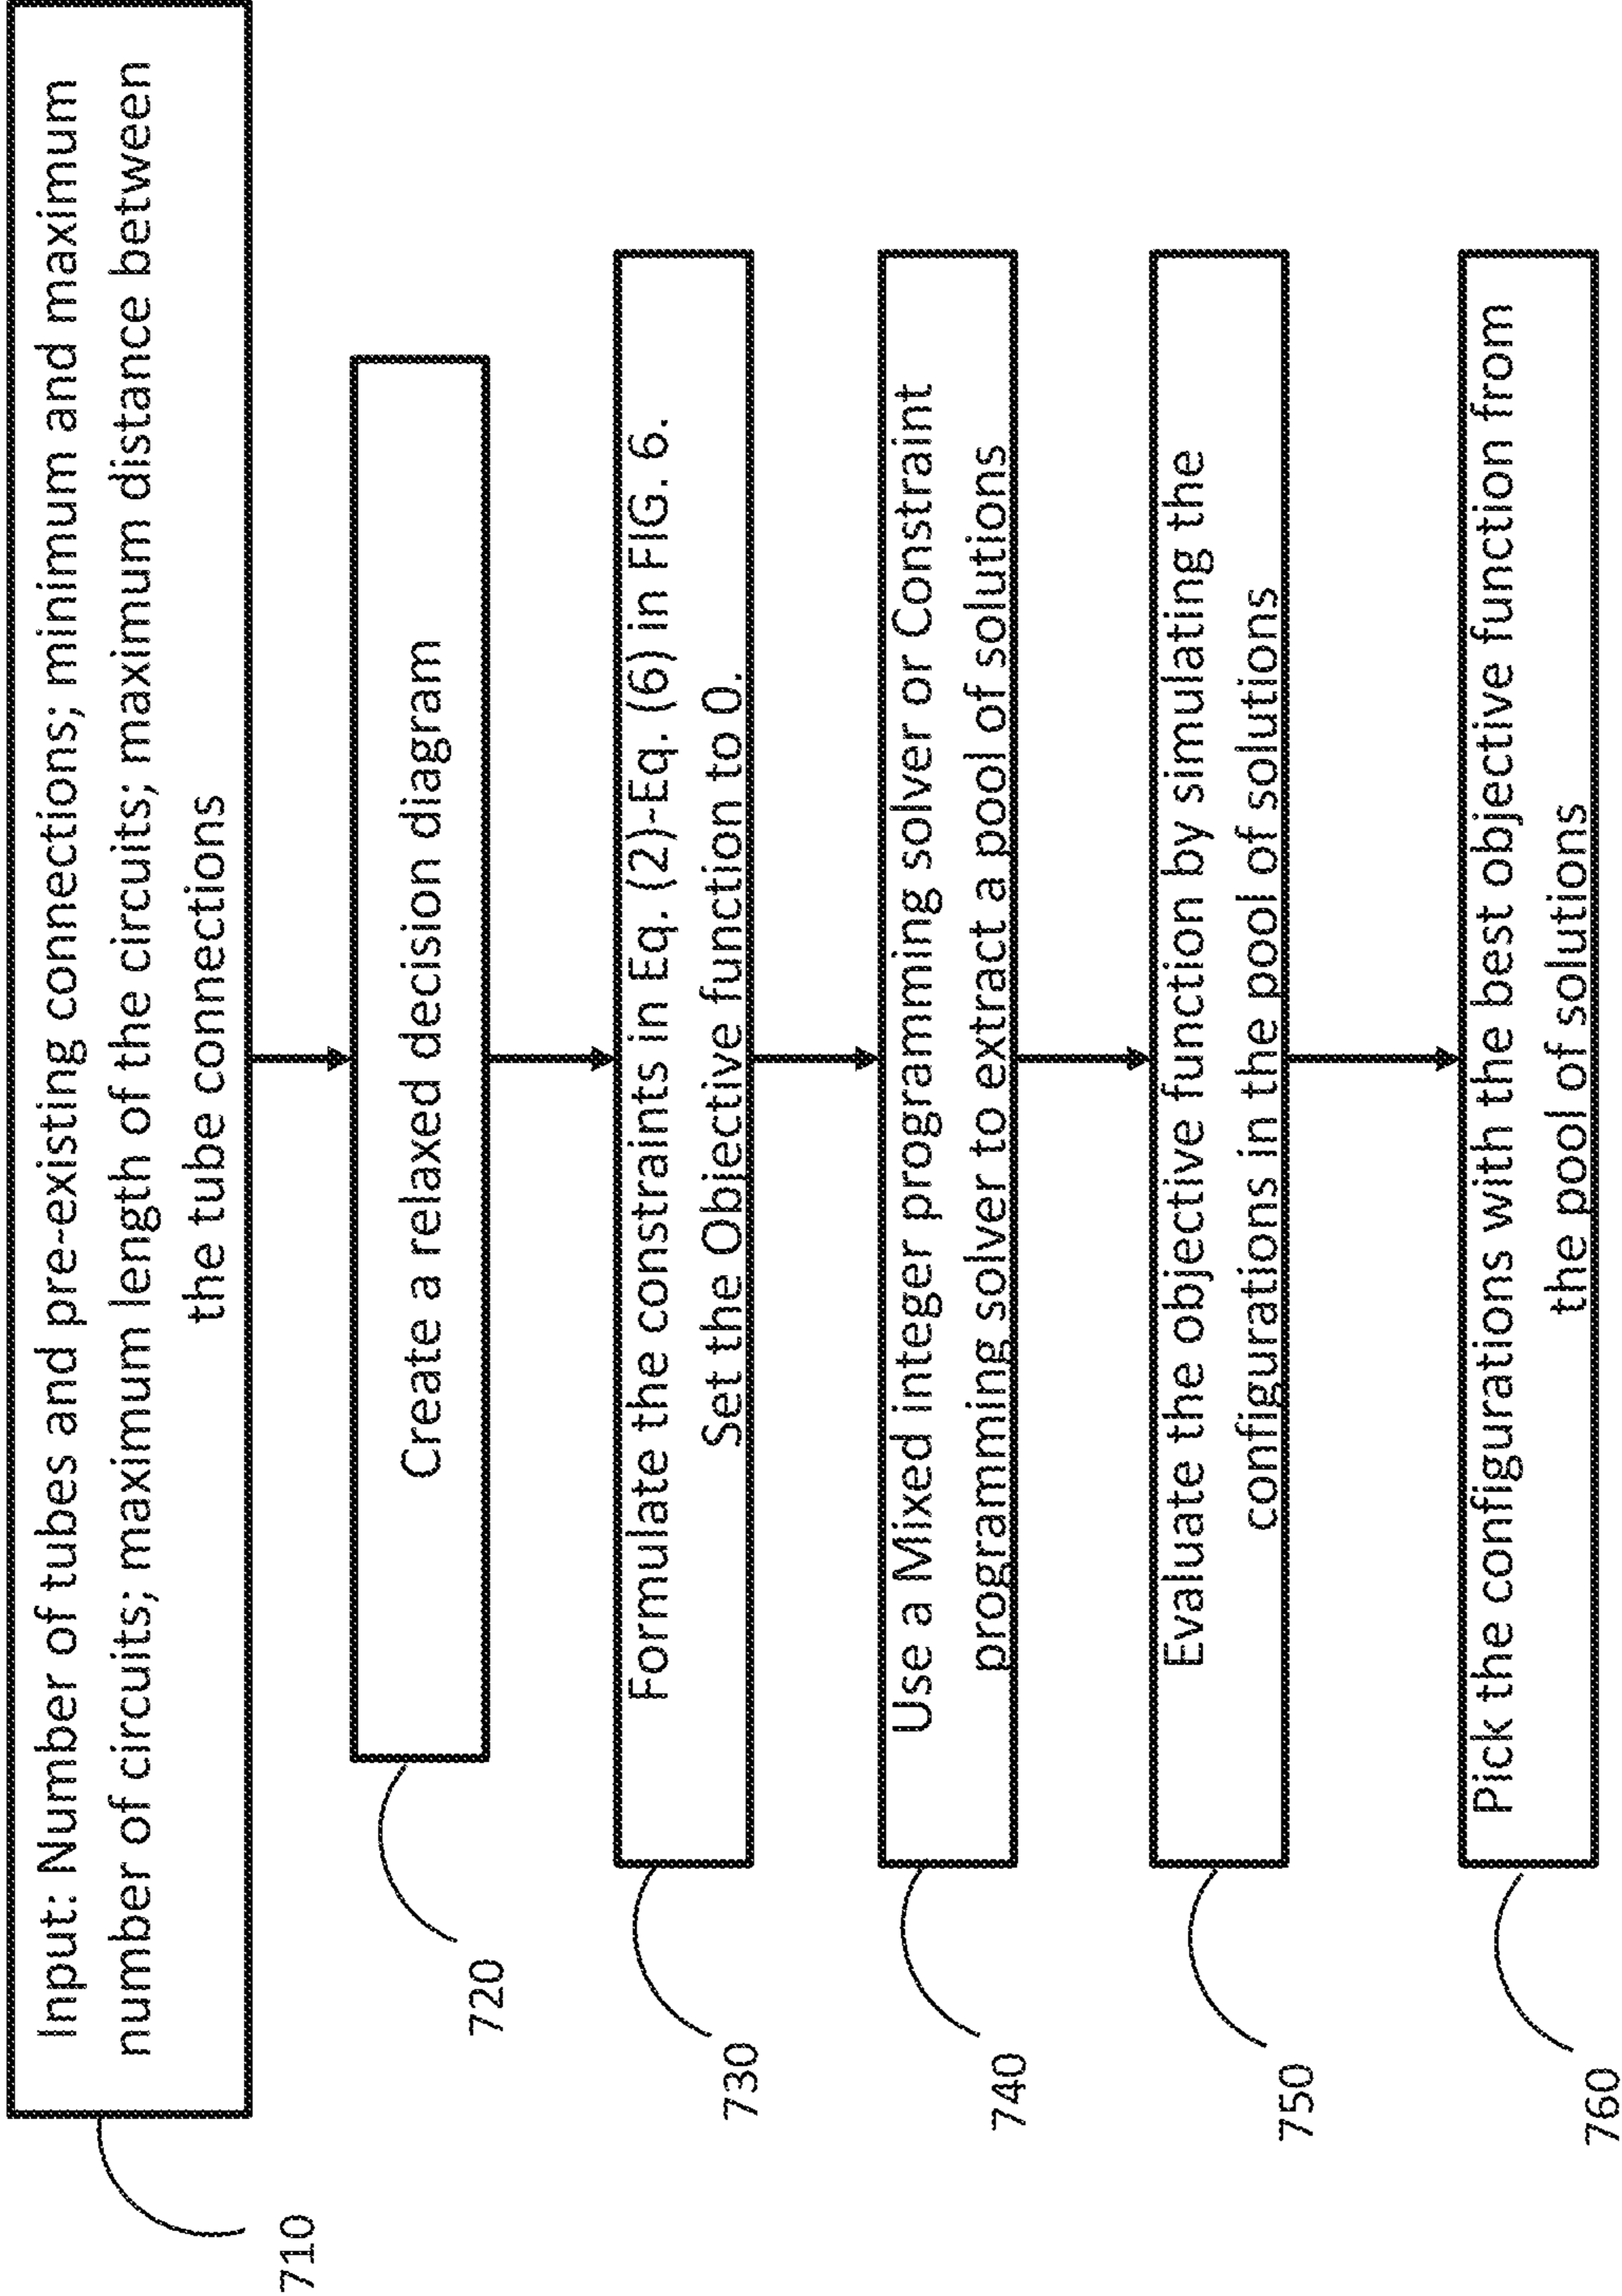 Input: Number of tubes and pre-existing connections; minimum and maximum
number of circuits; maximum length of the circuits; maximum distance between
the tube connections
710
Create a relaxed decision diagram
720
Formulate the constraints in Eq. (2)-Eq. (6) in FIG. 6.
Set the Objective function to 0.
730
Use a Mixed integer programming solver or Constraint
programming solver to extract a pool of solutions
740
Evaluate the objective function by simulating the
configurations in the pool of solutions
750
Pick the configurations with the best objective function from
the pool of solutions
760